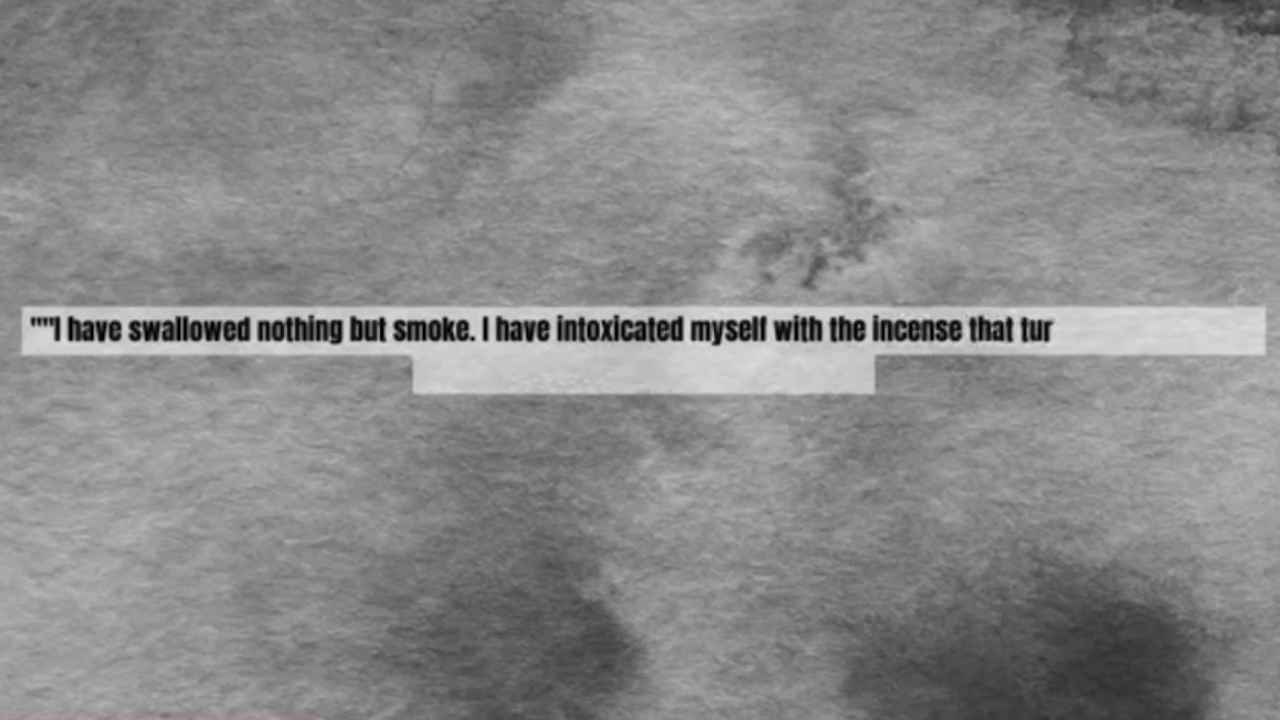 ""I have swallowed nothing but smoke. I have intoxicated myself with the incense that tur